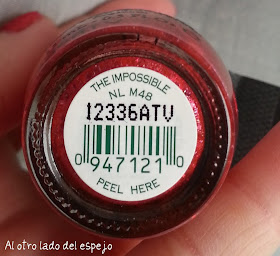 THE IMPOSSIBLE
NL M48
12336ATV
0 947121 0
PEEL HERE
Al otro lado del espejo